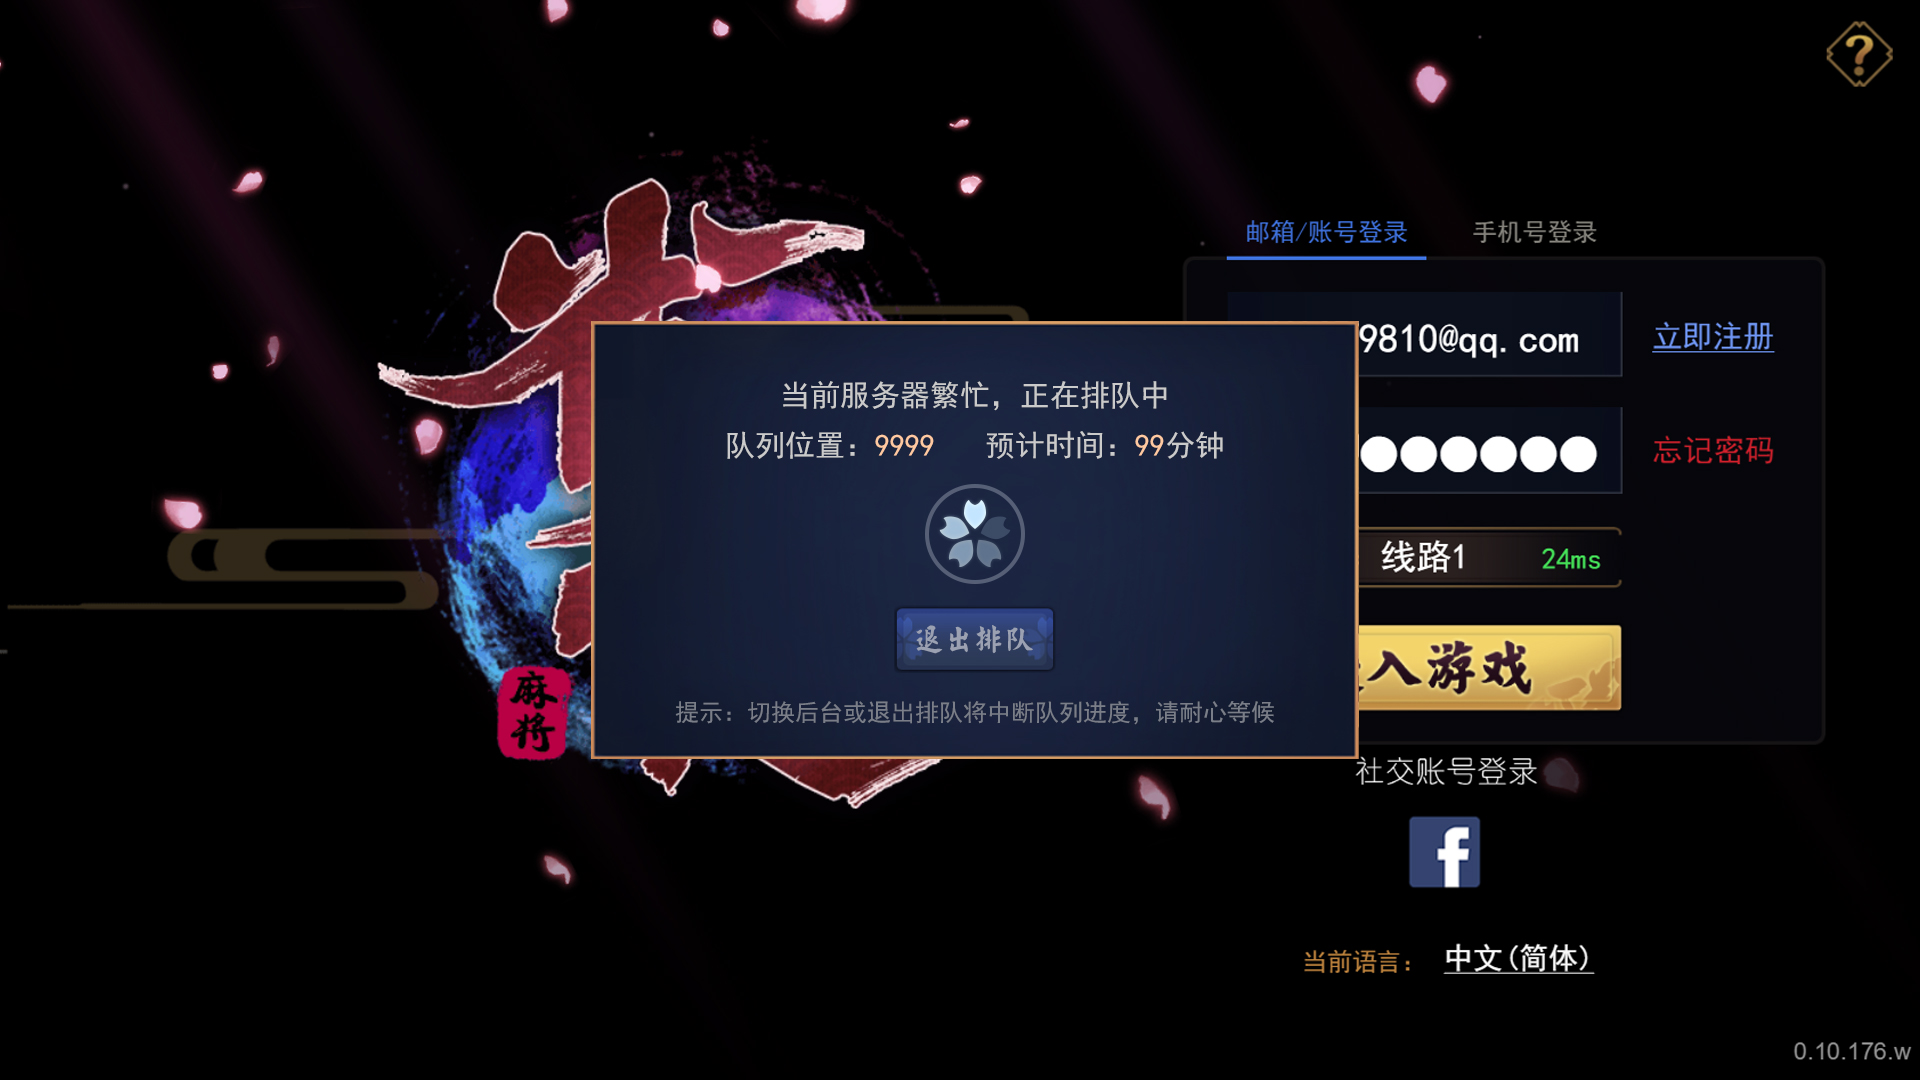 邮箱/账号登录 手机号登录
9810@qq.com 立即注册
当前服务器繁忙，正在排队中
队列位置：9999 预计时间：99分钟
忘记密码
线路1 24ms
退出排队
入游戏
麻将
提示：切换后台或退出排队将中断队列进度，请耐心等候
社交账号登录
f
当前语言： 中文(简体)
0.10.176.w